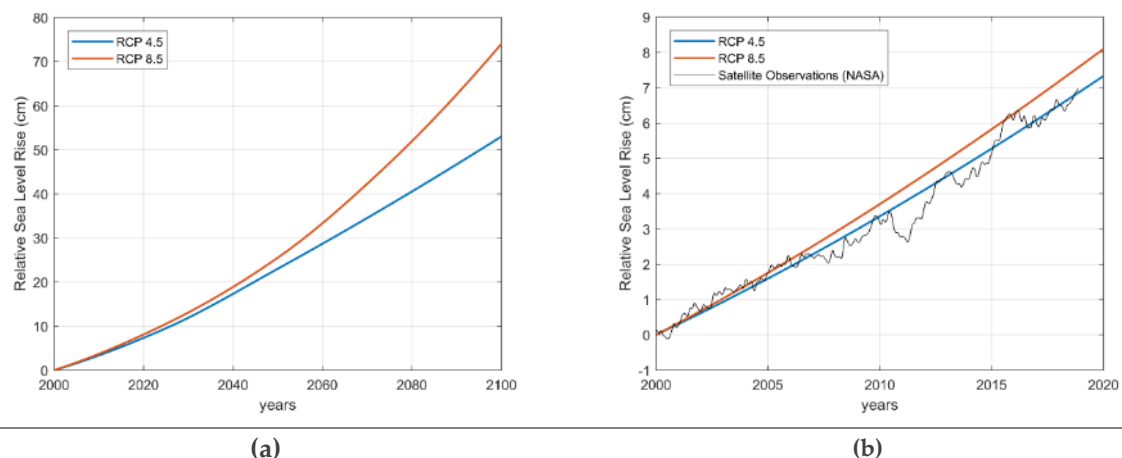 80
70
60
50
40
30
20
10
0
Relative Sea Level Rise (cm)
RCP 4.5
RCP 8.5
2000 2020 2040 2060 2080 2100
years
(a)
9
8
7
6
5
4
3
2
1
0
-1
Relative Sea Level Rise (cm)
RCP 4.5
RCP 8.5
Satellite Observations (NASA)
2000 2005 2010 2015 2020
years
(b)